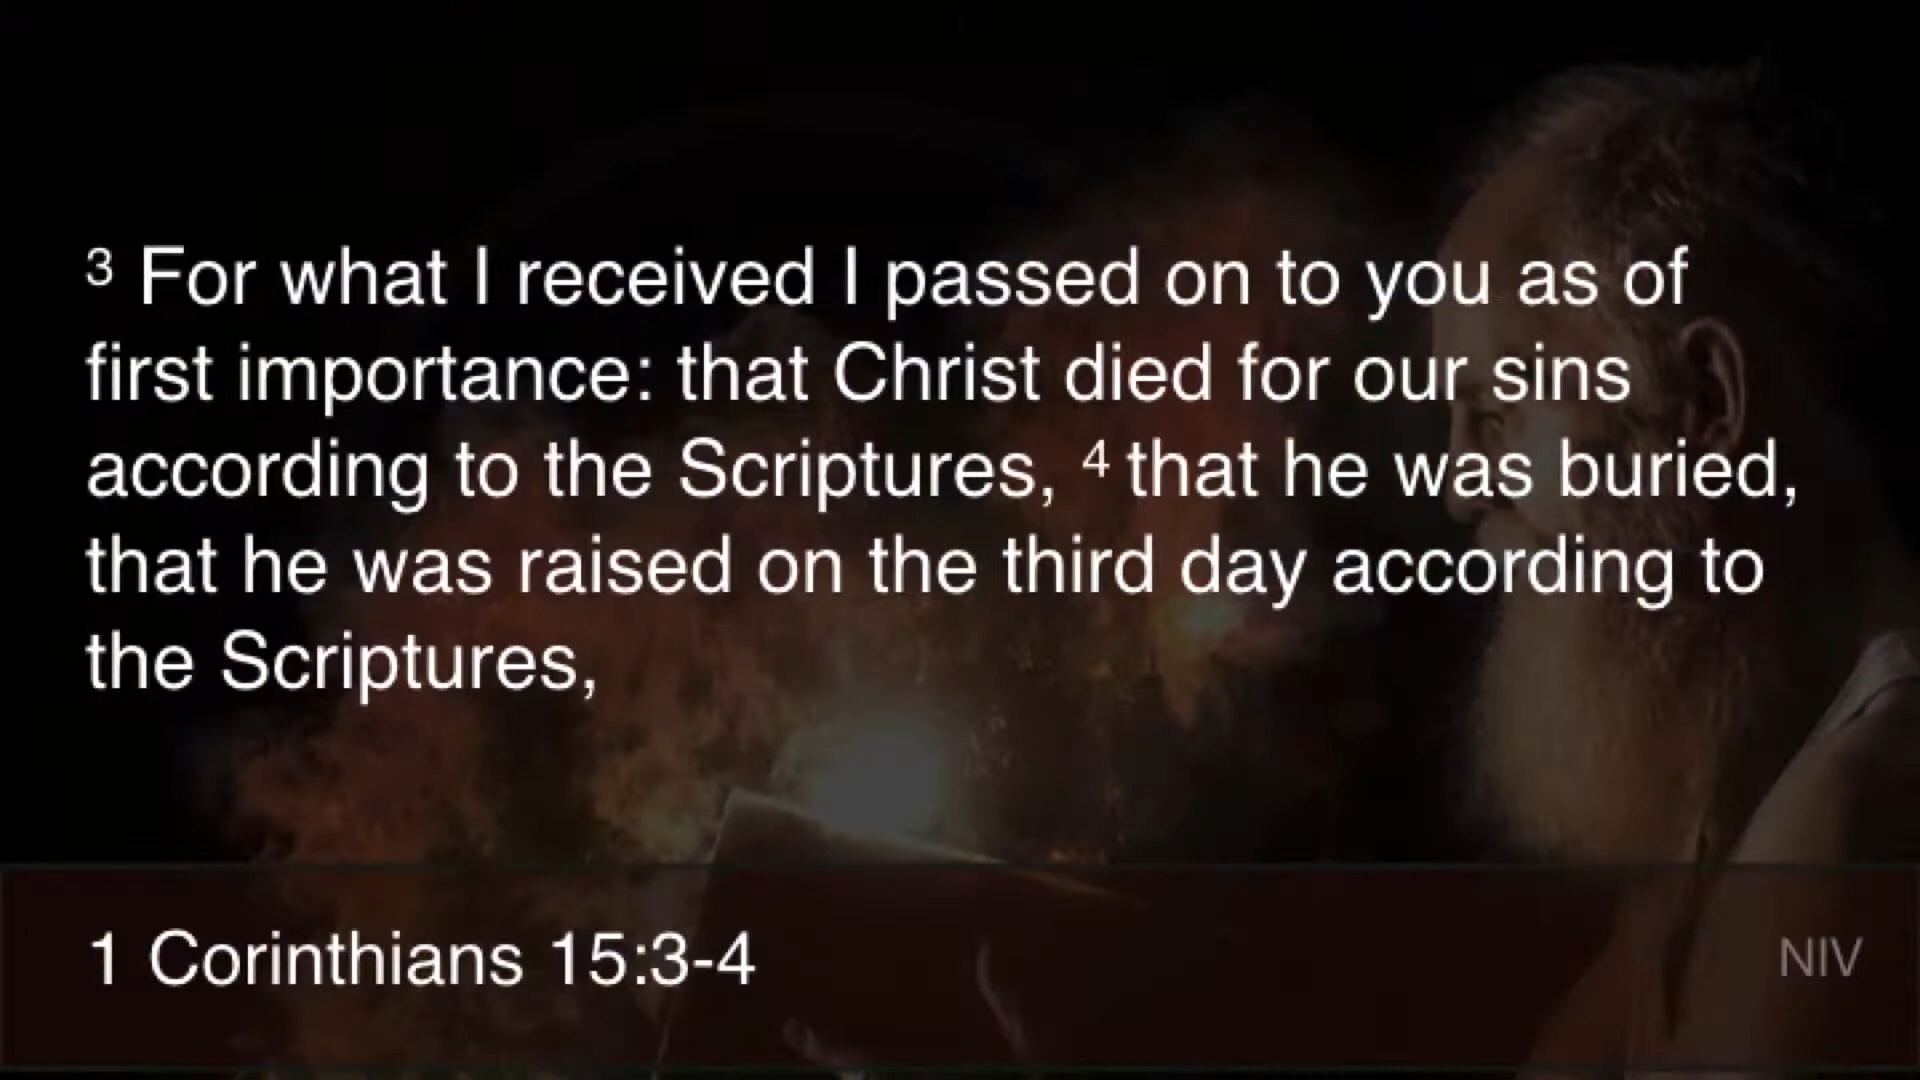 ³ For what I received I passed on to you as of
first importance: that Christ died for our sins
according to the Scriptures, ⁴ that he was buried,
that he was raised on the third day according to
the Scriptures,
1 Corinthians 15:3-4
NIV